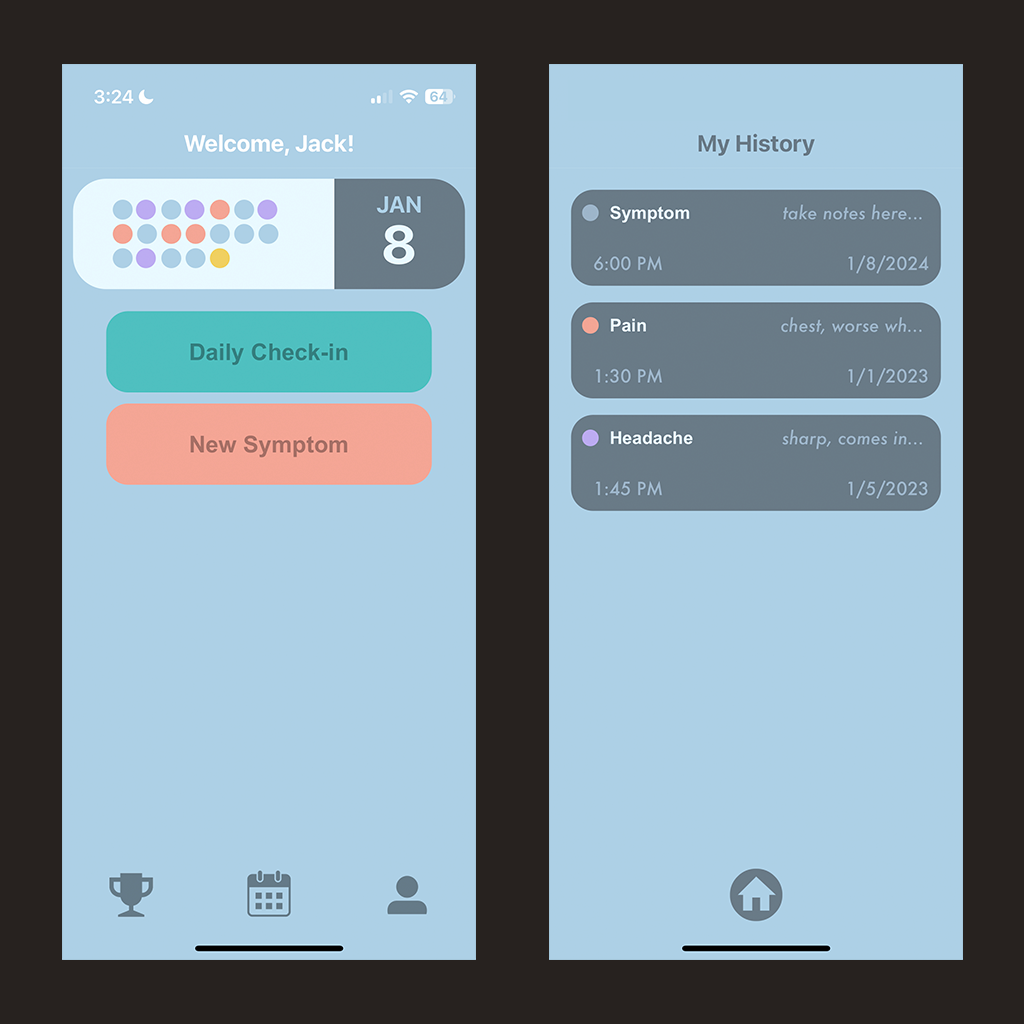 3:24
64
Welcome, Jack!
JAN
8
Daily Check-in
New Symptom
My History
Symptom take notes here...
6:00 PM 1/8/2024
Pain chest, worse wh...
1:30 PM 1/1/2023
Headache sharp, comes in...
1:45 PM 1/5/2023